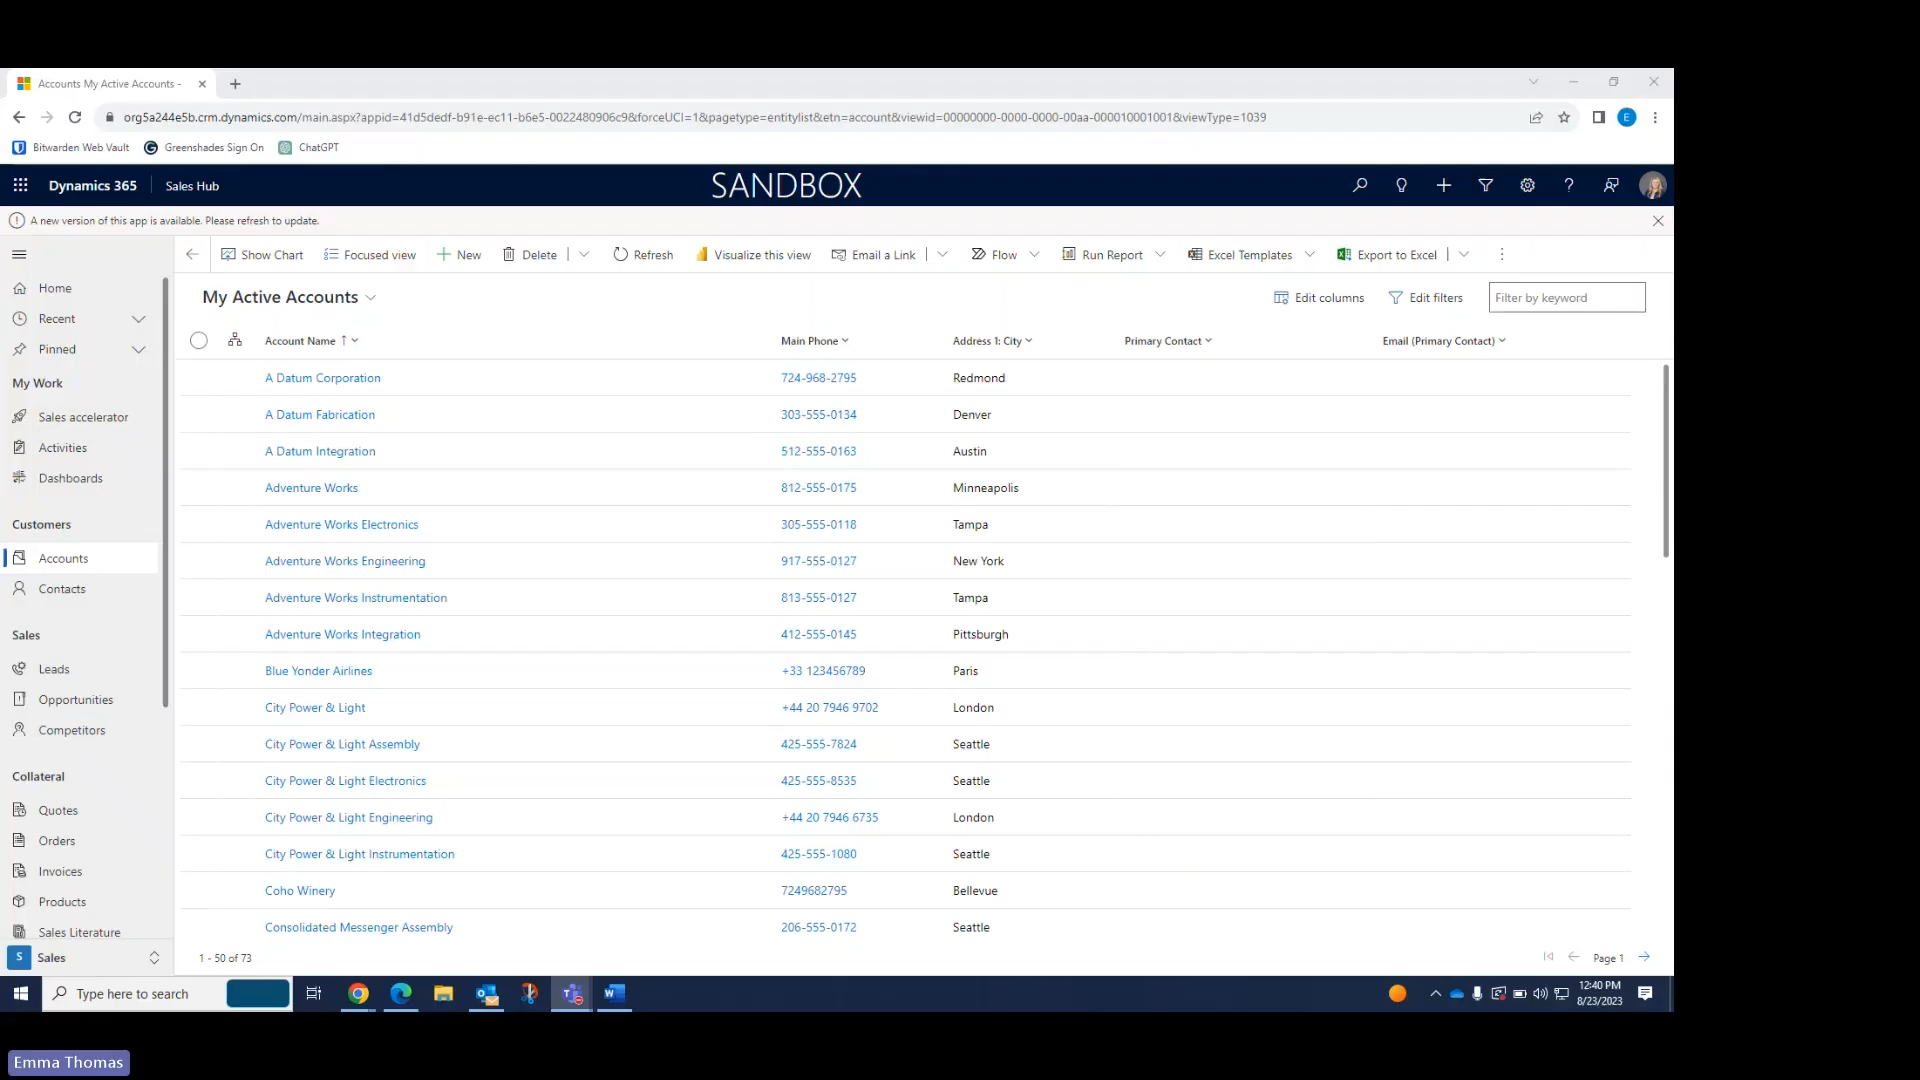 Accounts My Active Accounts -
org5a244e5b.crm.dynamics.com/main.aspx?appid=41d5dedf-b91e-ec11-b6e5-0022480906c9&forceUCI=1&pagetype=entitylist&etn=account&viewid=00000000-0000-0000-00aa-000010001001&viewType=1039
E
Bitwarden Web Vault Greenshades Sign On ChatGPT
Dynamics 365 Sales Hub SANDBOX
A new version of this app is available. Please refresh to update.
Show Chart Focused view New Delete Refresh Visualize this view Email a Link Flow Run Report Excel Templates Export to Excel
Home
Recent
Pinned
My Work
Sales accelerator
Activities
Dashboards
Customers
Accounts
Contacts
Sales
Leads
Opportunities
Competitors
Collateral
Quotes
Orders
Invoices
Products
Sales Literature
S Sales
My Active Accounts Edit columns Edit filters Filter by keyword
Account Name ↑ Main Phone Address 1: City Primary Contact Email (Primary Contact)
A Datum Corporation 724-968-2795 Redmond
A Datum Fabrication 303-555-0134 Denver
A Datum Integration 512-555-0163 Austin
Adventure Works 812-555-0175 Minneapolis
Adventure Works Electronics 305-555-0118 Tampa
Adventure Works Engineering 917-555-0127 New York
Adventure Works Instrumentation 813-555-0127 Tampa
Adventure Works Integration 412-555-0145 Pittsburgh
Blue Yonder Airlines +33 123456789 Paris
City Power & Light +44 20 7946 9702 London
City Power & Light Assembly 425-555-7824 Seattle
City Power & Light Electronics 425-555-8535 Seattle
City Power & Light Engineering +44 20 7946 6735 London
City Power & Light Instrumentation 425-555-1080 Seattle
Coho Winery 7249682795 Bellevue
Consolidated Messenger Assembly 206-555-0172 Seattle
1 - 50 of 73 Page 1
Type here to search
12:40 PM
8/23/2023
Emma Thomas